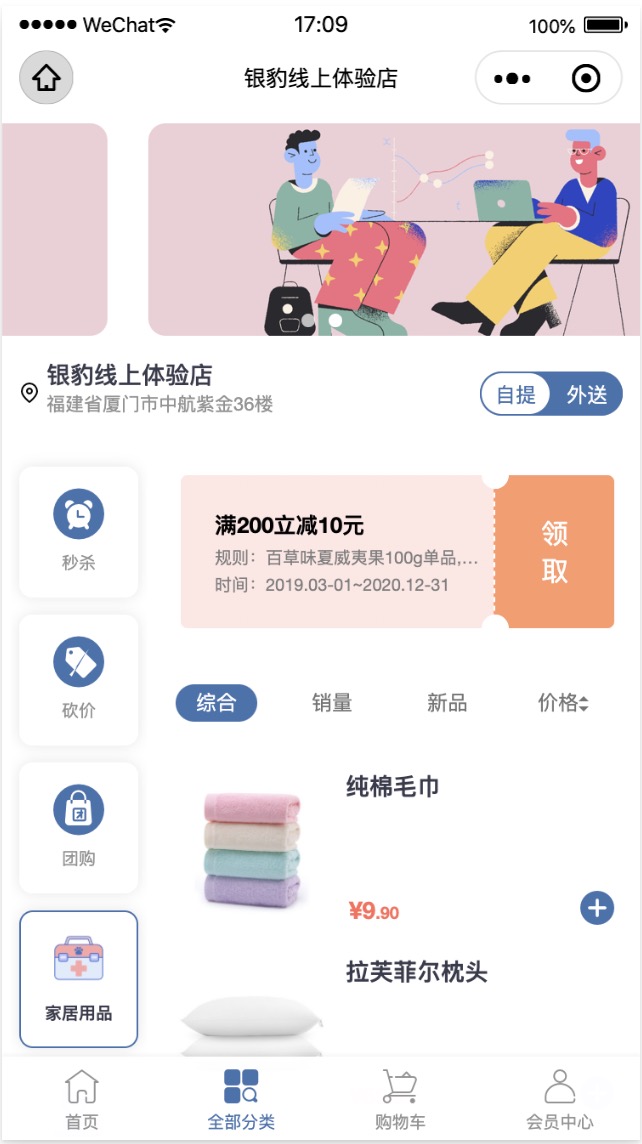 WeChat
17:09
100%
银豹线上体验店
银豹线上体验店
福建省厦门市中航紫金36楼
自提
外送
秒杀
砍价
团购
家居用品
满200立减10元
规则：百草味夏威夷果100g单品,...
时间：2019.03-01~2020.12-31
领取
综合
销量
新品
价格
纯棉毛巾
¥9.90
拉芙菲尔枕头
首页
全部分类
购物车
会员中心